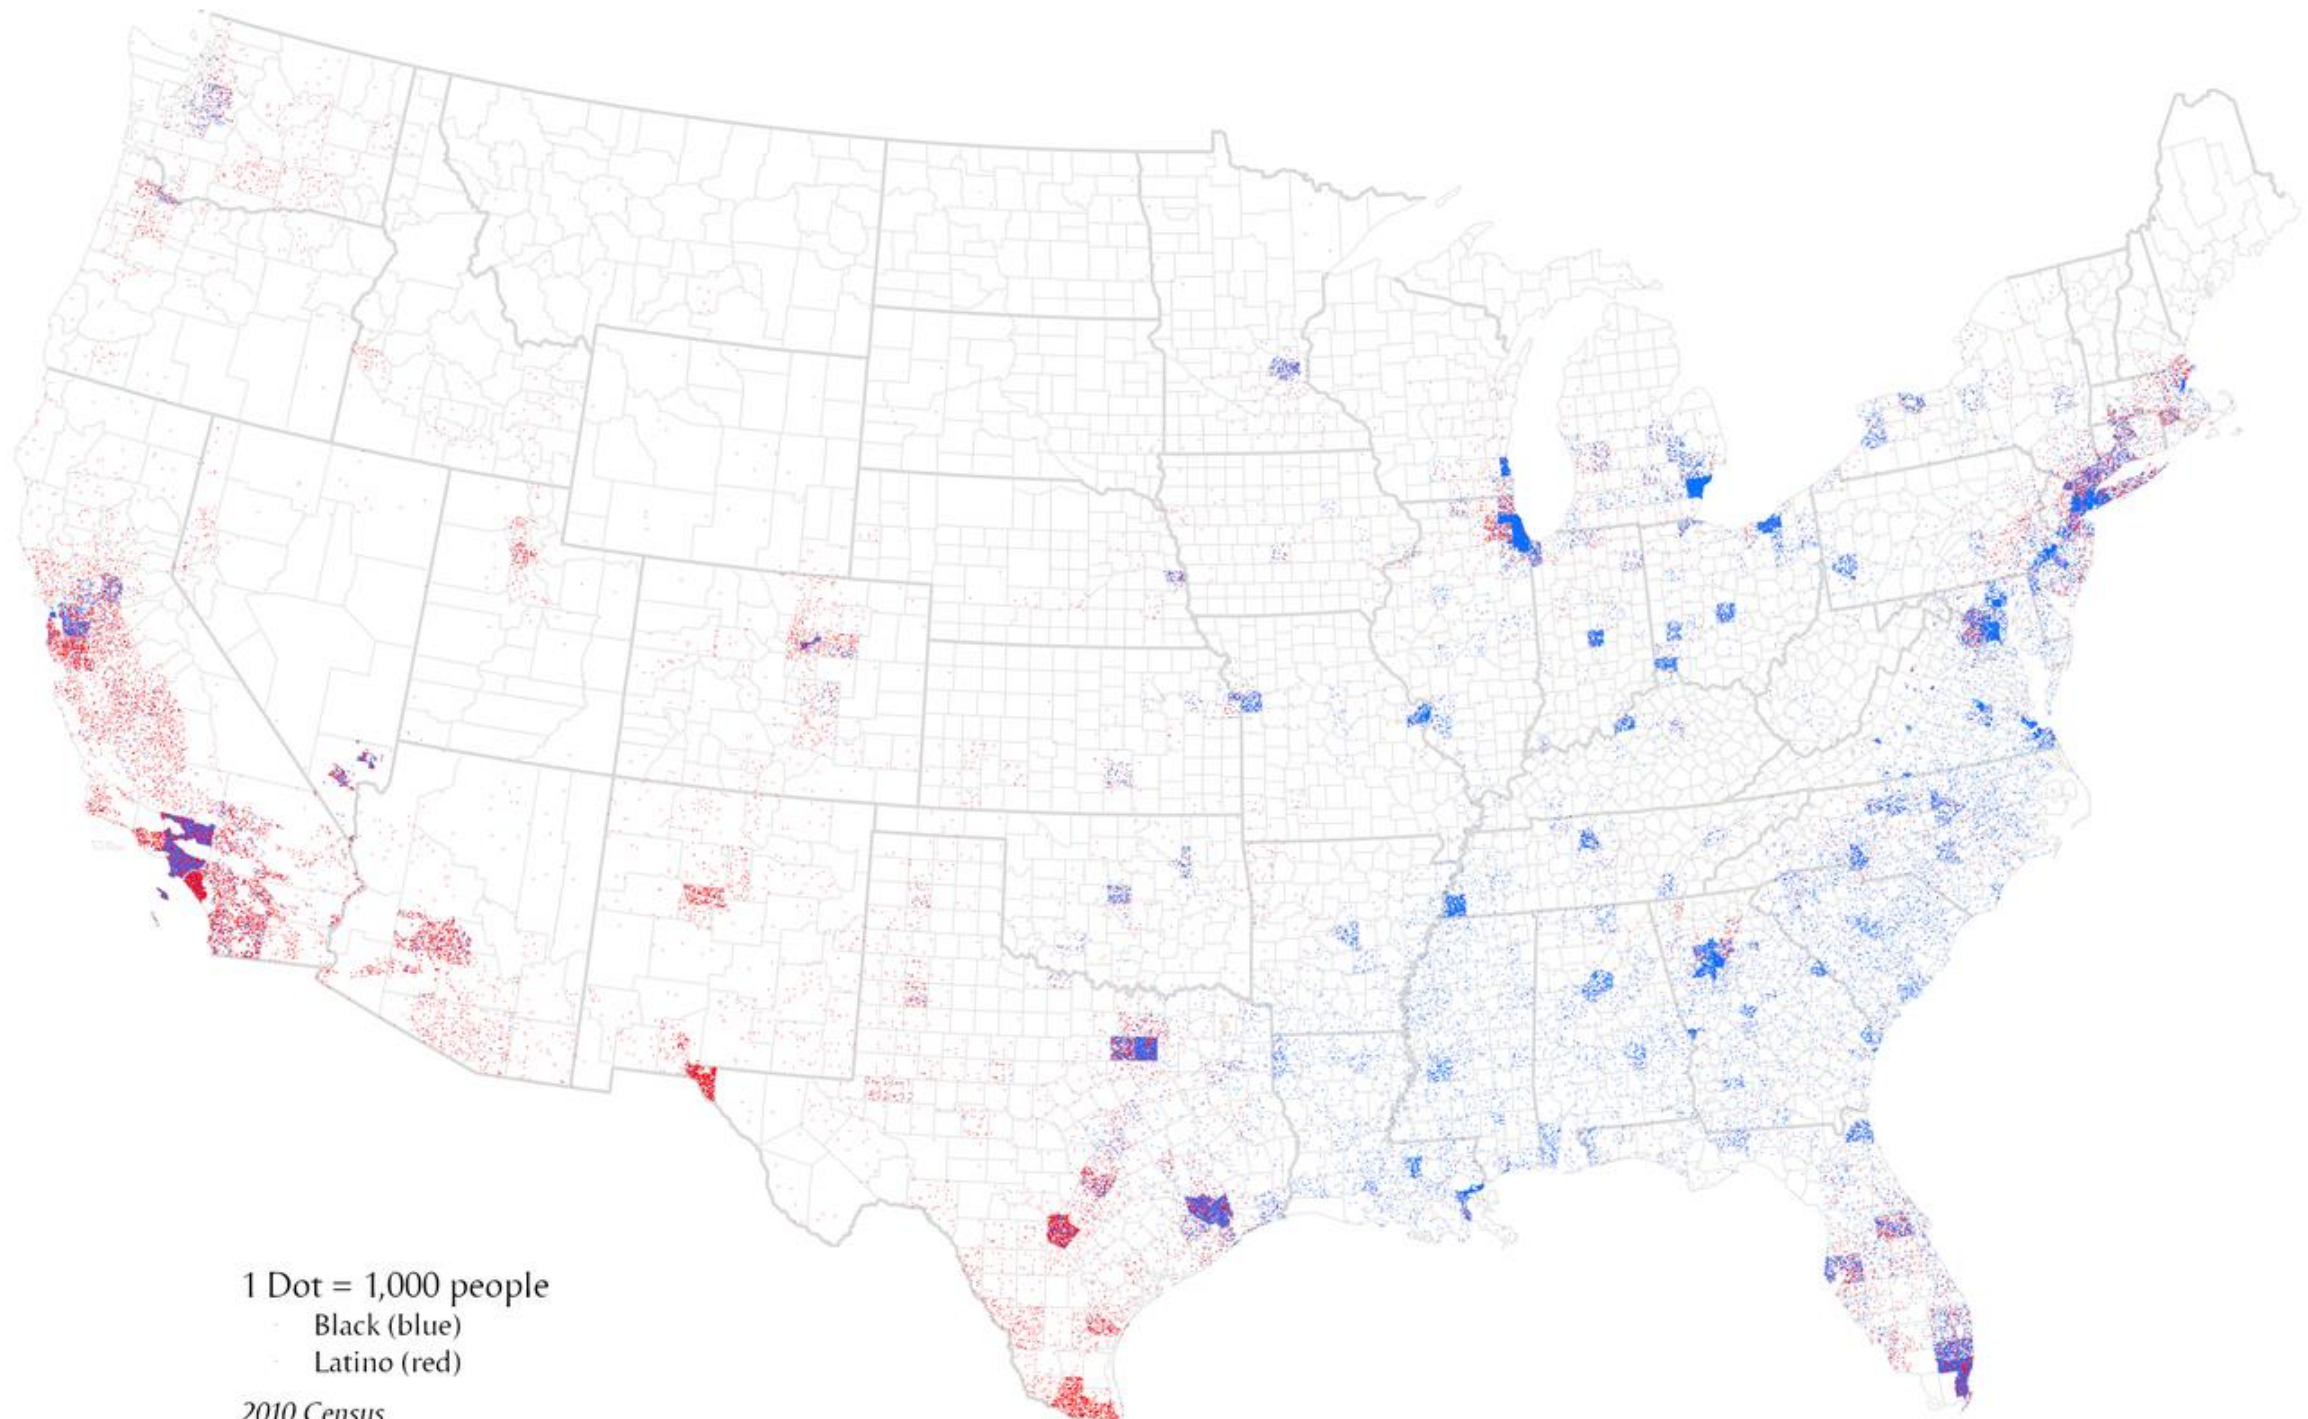 1 Dot = 1,000 people
Black (blue)
Latino (red)
2010 Census